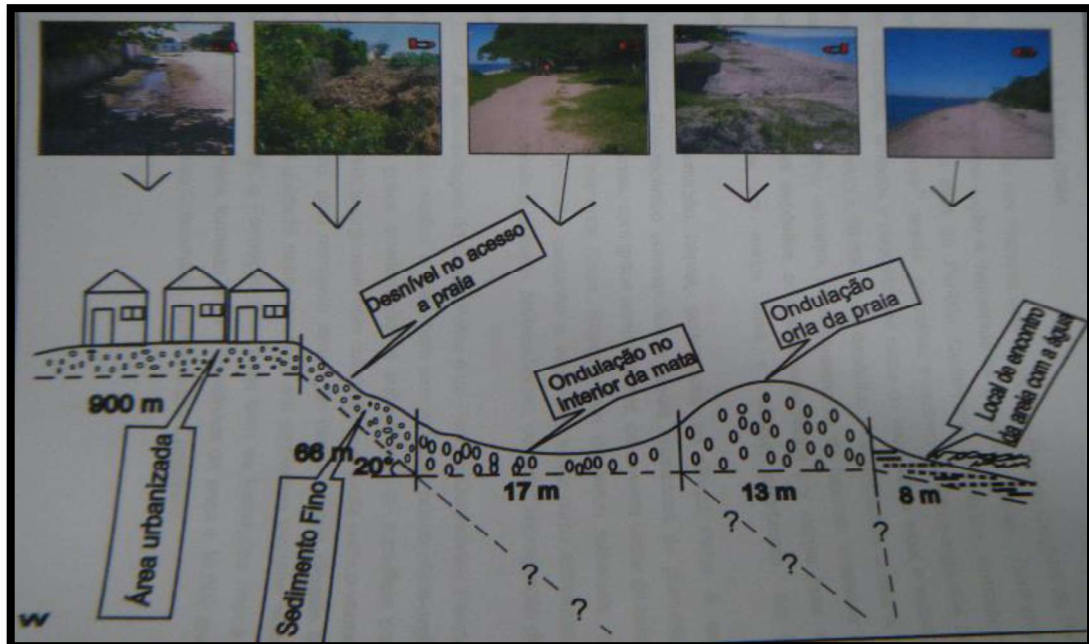 Desnível no acesso
a praia
Ondulação
orla da praia
Ondulação no
interior da mata
Local de encontro
da areia com a água
900 m
66 m
20°
17 m
13 m
8 m
Área urbanizada
Sedimento Fino
?
?
?
?
?
W